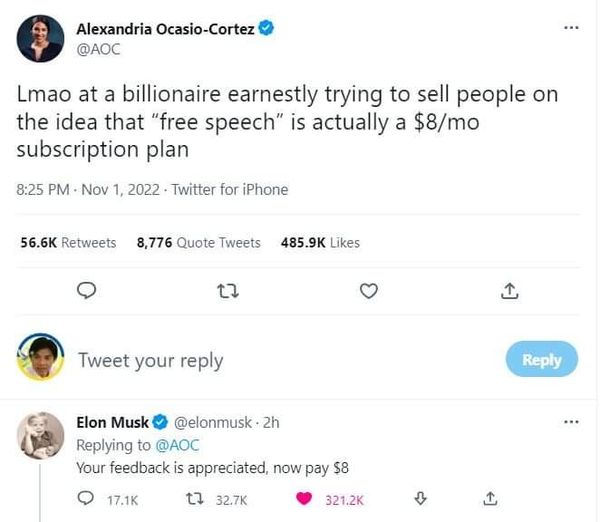 Alexandria Ocasio-Cortez
@AOC
Lmao at a billionaire earnestly trying to sell people on
the idea that “free speech” is actually a $8/mo
subscription plan
8:25 PM · Nov 1, 2022 · Twitter for iPhone
56.6K Retweets 8,776 Quote Tweets 485.9K Likes
Tweet your reply
Reply
Elon Musk @elonmusk · 2h
Replying to @AOC
Your feedback is appreciated, now pay $8
17.1K 32.7K 321.2K